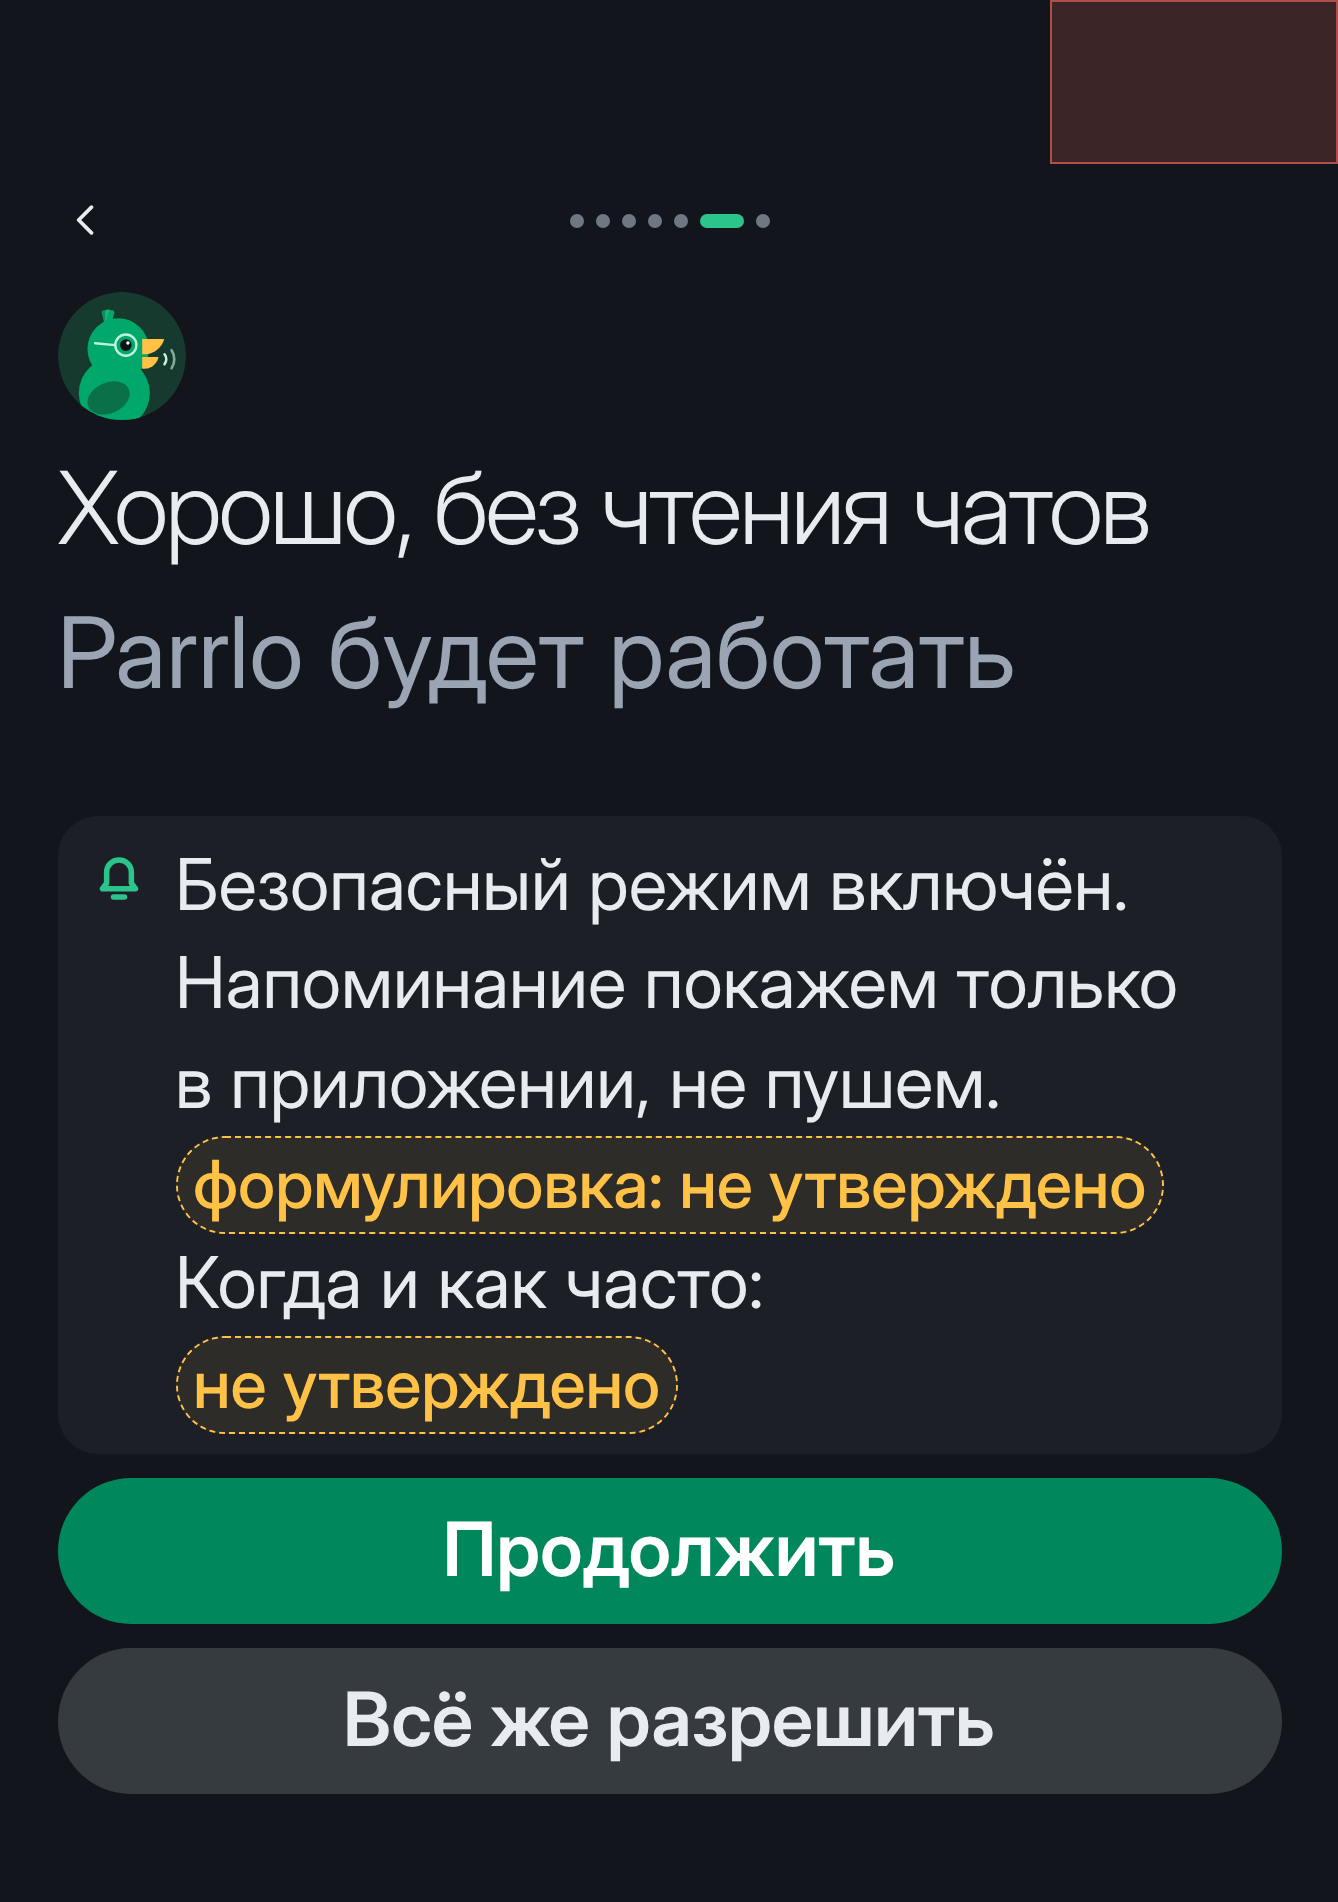 Хорошо, без чтения чатов
Parrlo будет работать
Безопасный режим включён.
Напоминание покажем только
в приложении, не пушем.
формулировка: не утверждено
Когда и как часто:
не утверждено
Продолжить
Всё же разрешить